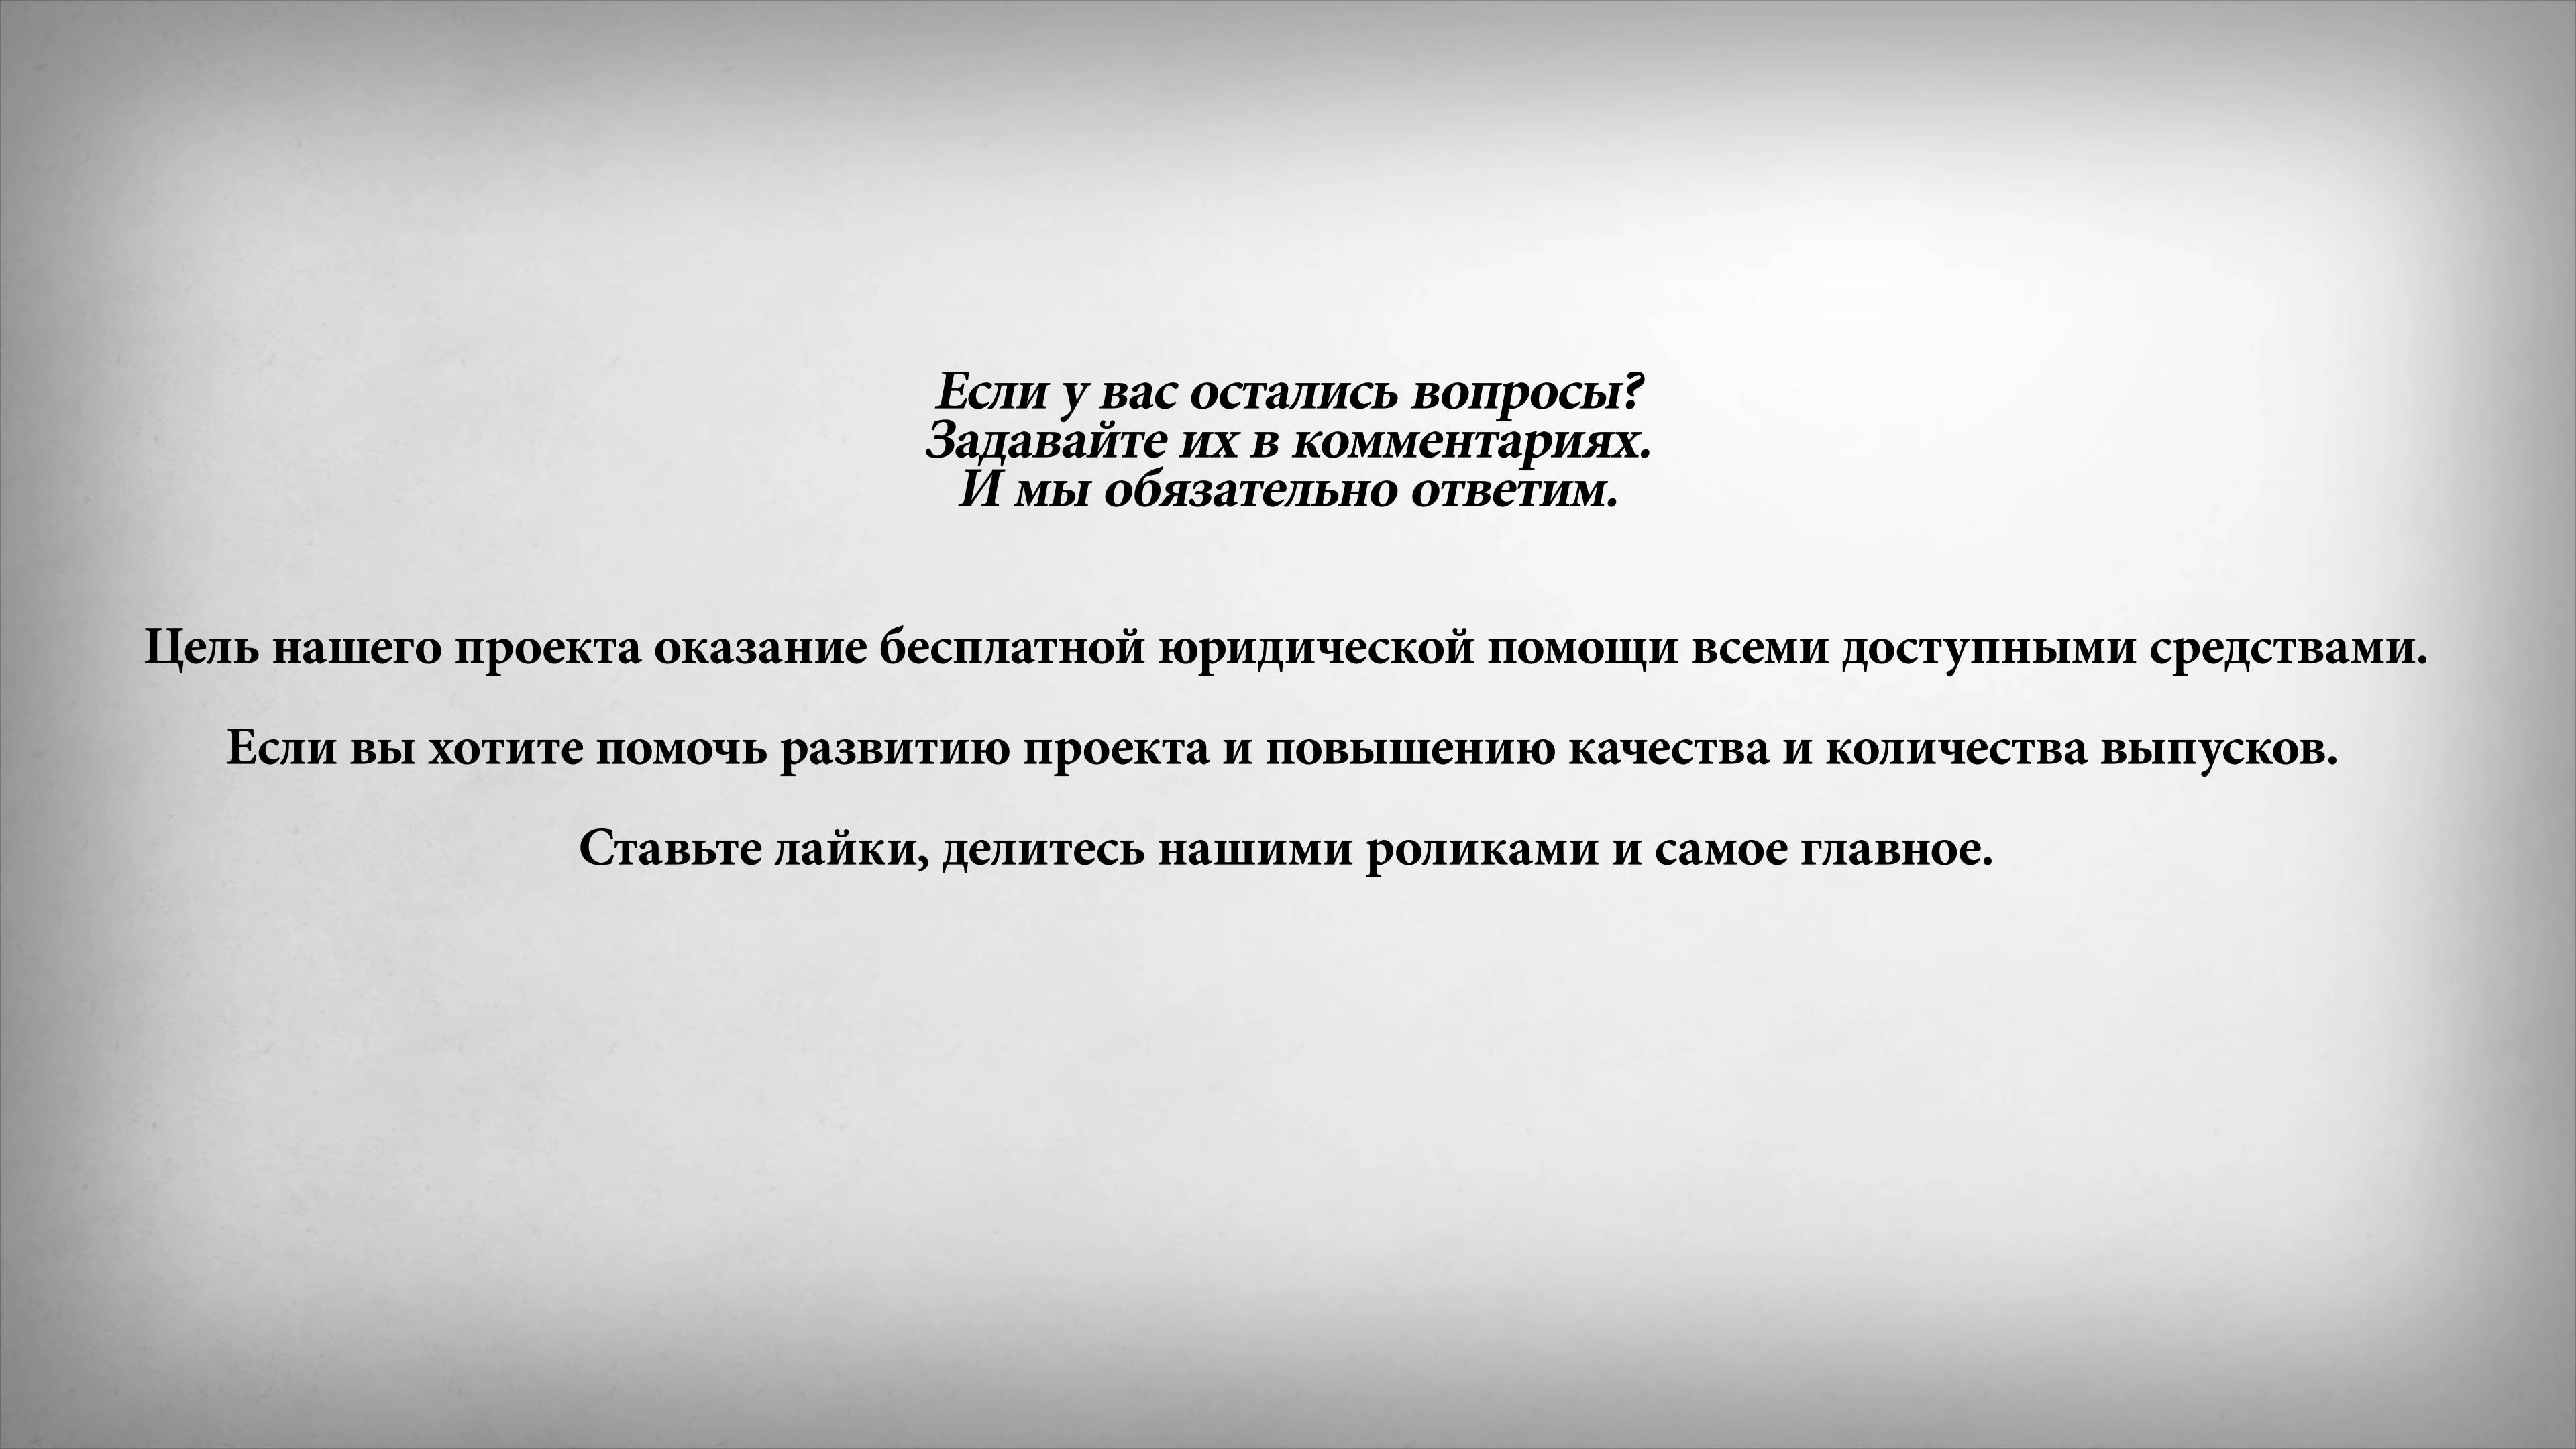 Если у вас остались вопросы?
Задавайте их в комментариях.
И мы обязательно ответим.
Цель нашего проекта оказание бесплатной юридической помощи всеми доступными средствами.
Если вы хотите помочь развитию проекта и повышению качества и количества выпусков.
Ставьте лайки, делитесь нашими роликами и самое главное.